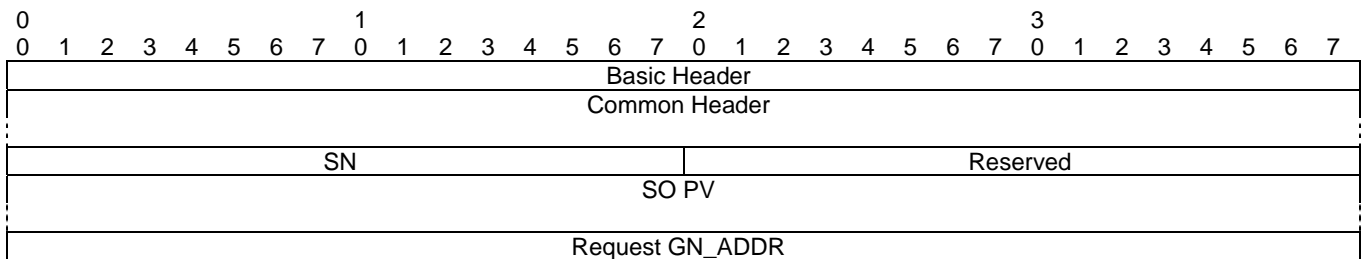 0 1 2 3
0 1 2 3 4 5 6 7 0 1 2 3 4 5 6 7 0 1 2 3 4 5 6 7 0 1 2 3 4 5 6 7
Basic Header
Common Header
SN Reserved
SO PV
Request GN_ADDR